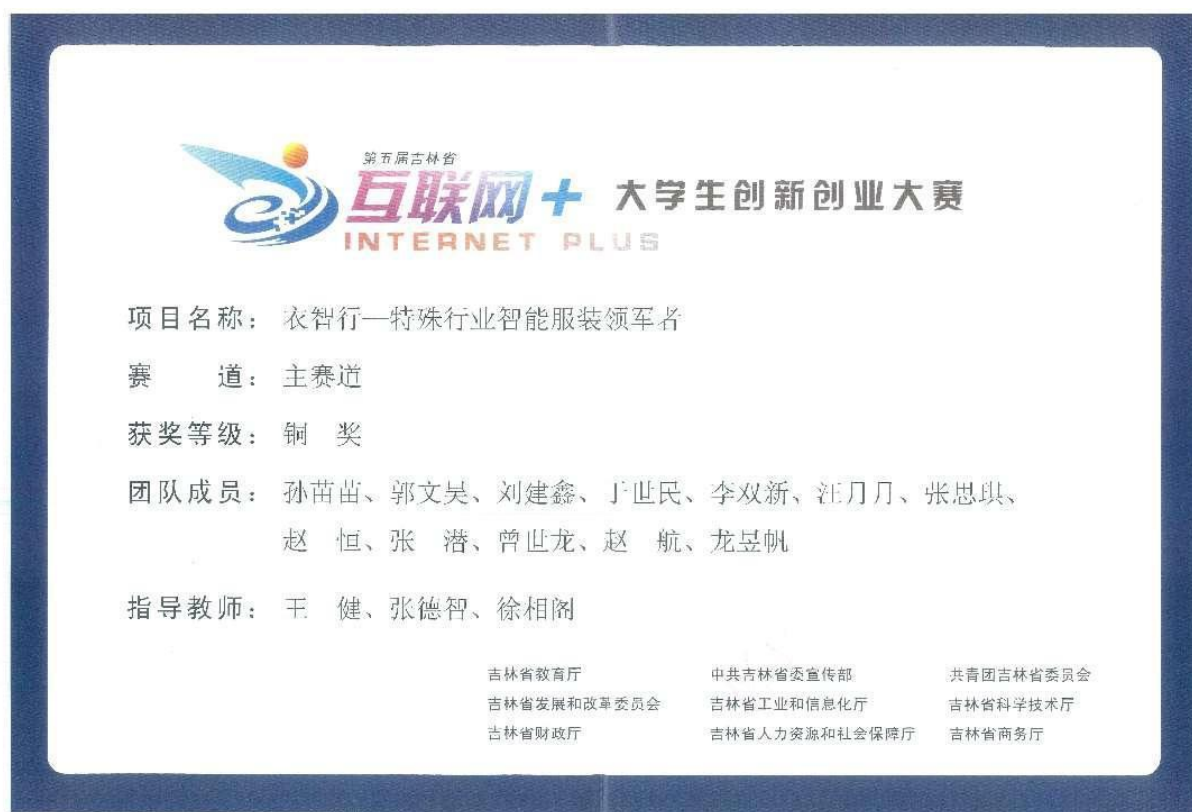 第五届吉林省
互联网+ 大学生创新创业大赛
INTERNET PLUS
项目名称： 衣智行—特殊行业智能服装领军者
赛 道： 主赛道
获奖等级： 铜 奖
团队成员： 孙苗苗、郭文昊、刘建鑫、于世民、李双新、汪月月、张思琪、
赵 恒、张 潜、曾世龙、赵 航、龙昱帆
指导教师： 王 健、张德智、徐相阁
吉林省教育厅 中共吉林省委宣传部 共青团吉林省委员会
吉林省发展和改革委员会 吉林省工业和信息化厅 吉林省科学技术厅
吉林省财政厅 吉林省人力资源和社会保障厅 吉林省商务厅